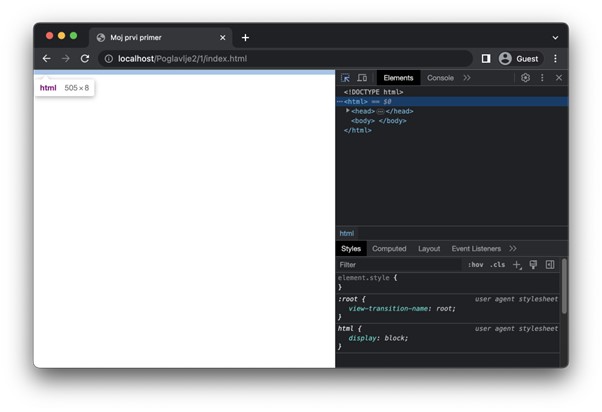 Moj prvi primer
localhost/Poglavlje2/1/index.html
Guest
html 505 × 8
Elements Console
<!DOCTYPE html>
<html> == $0
<head> … </head>
<body> </body>
</html>
html
Styles Computed Layout Event Listeners
Filter :hov .cls
element.style {
}
:root { user agent stylesheet
view-transition-name: root;
}
html { user agent stylesheet
display: block;
}